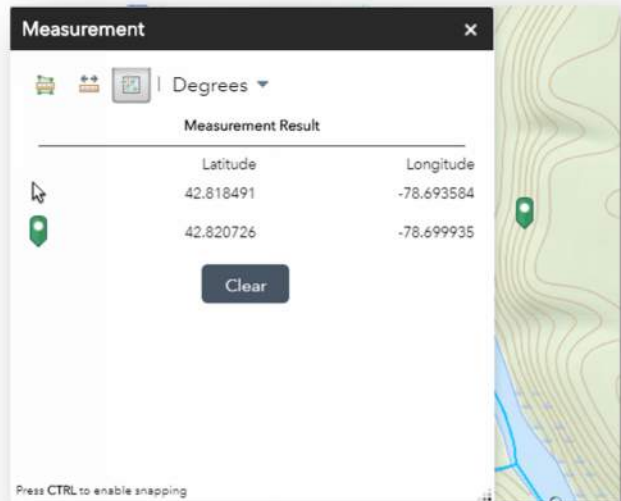 Measurement ×
| Degrees
Measurement Result
Latitude Longitude
42.818491 -78.693584
42.820726 -78.699935
Clear
Press CTRL to enable snapping